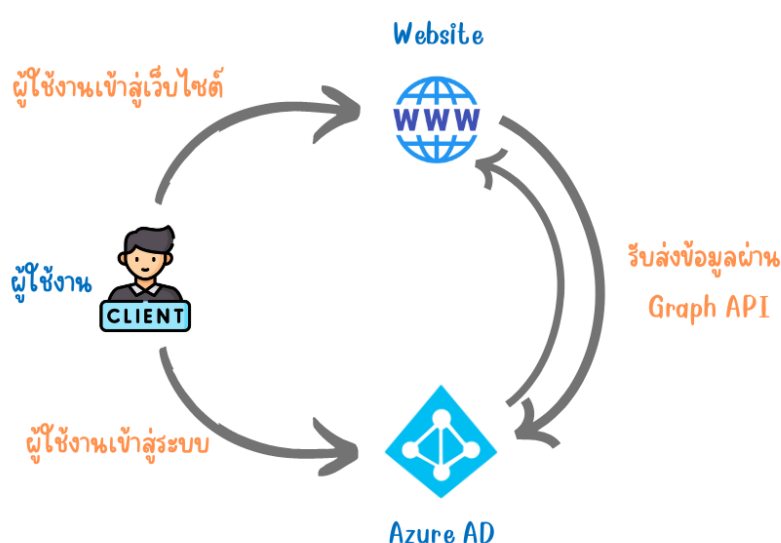 Website
ผู้ใช้งานเข้าสู่เว็บไซต์
WWW
ผู้ใช้งาน
CLIENT
รับส่งข้อมูลผ่าน
Graph API
ผู้ใช้งานเข้าสู่ระบบ
Azure AD